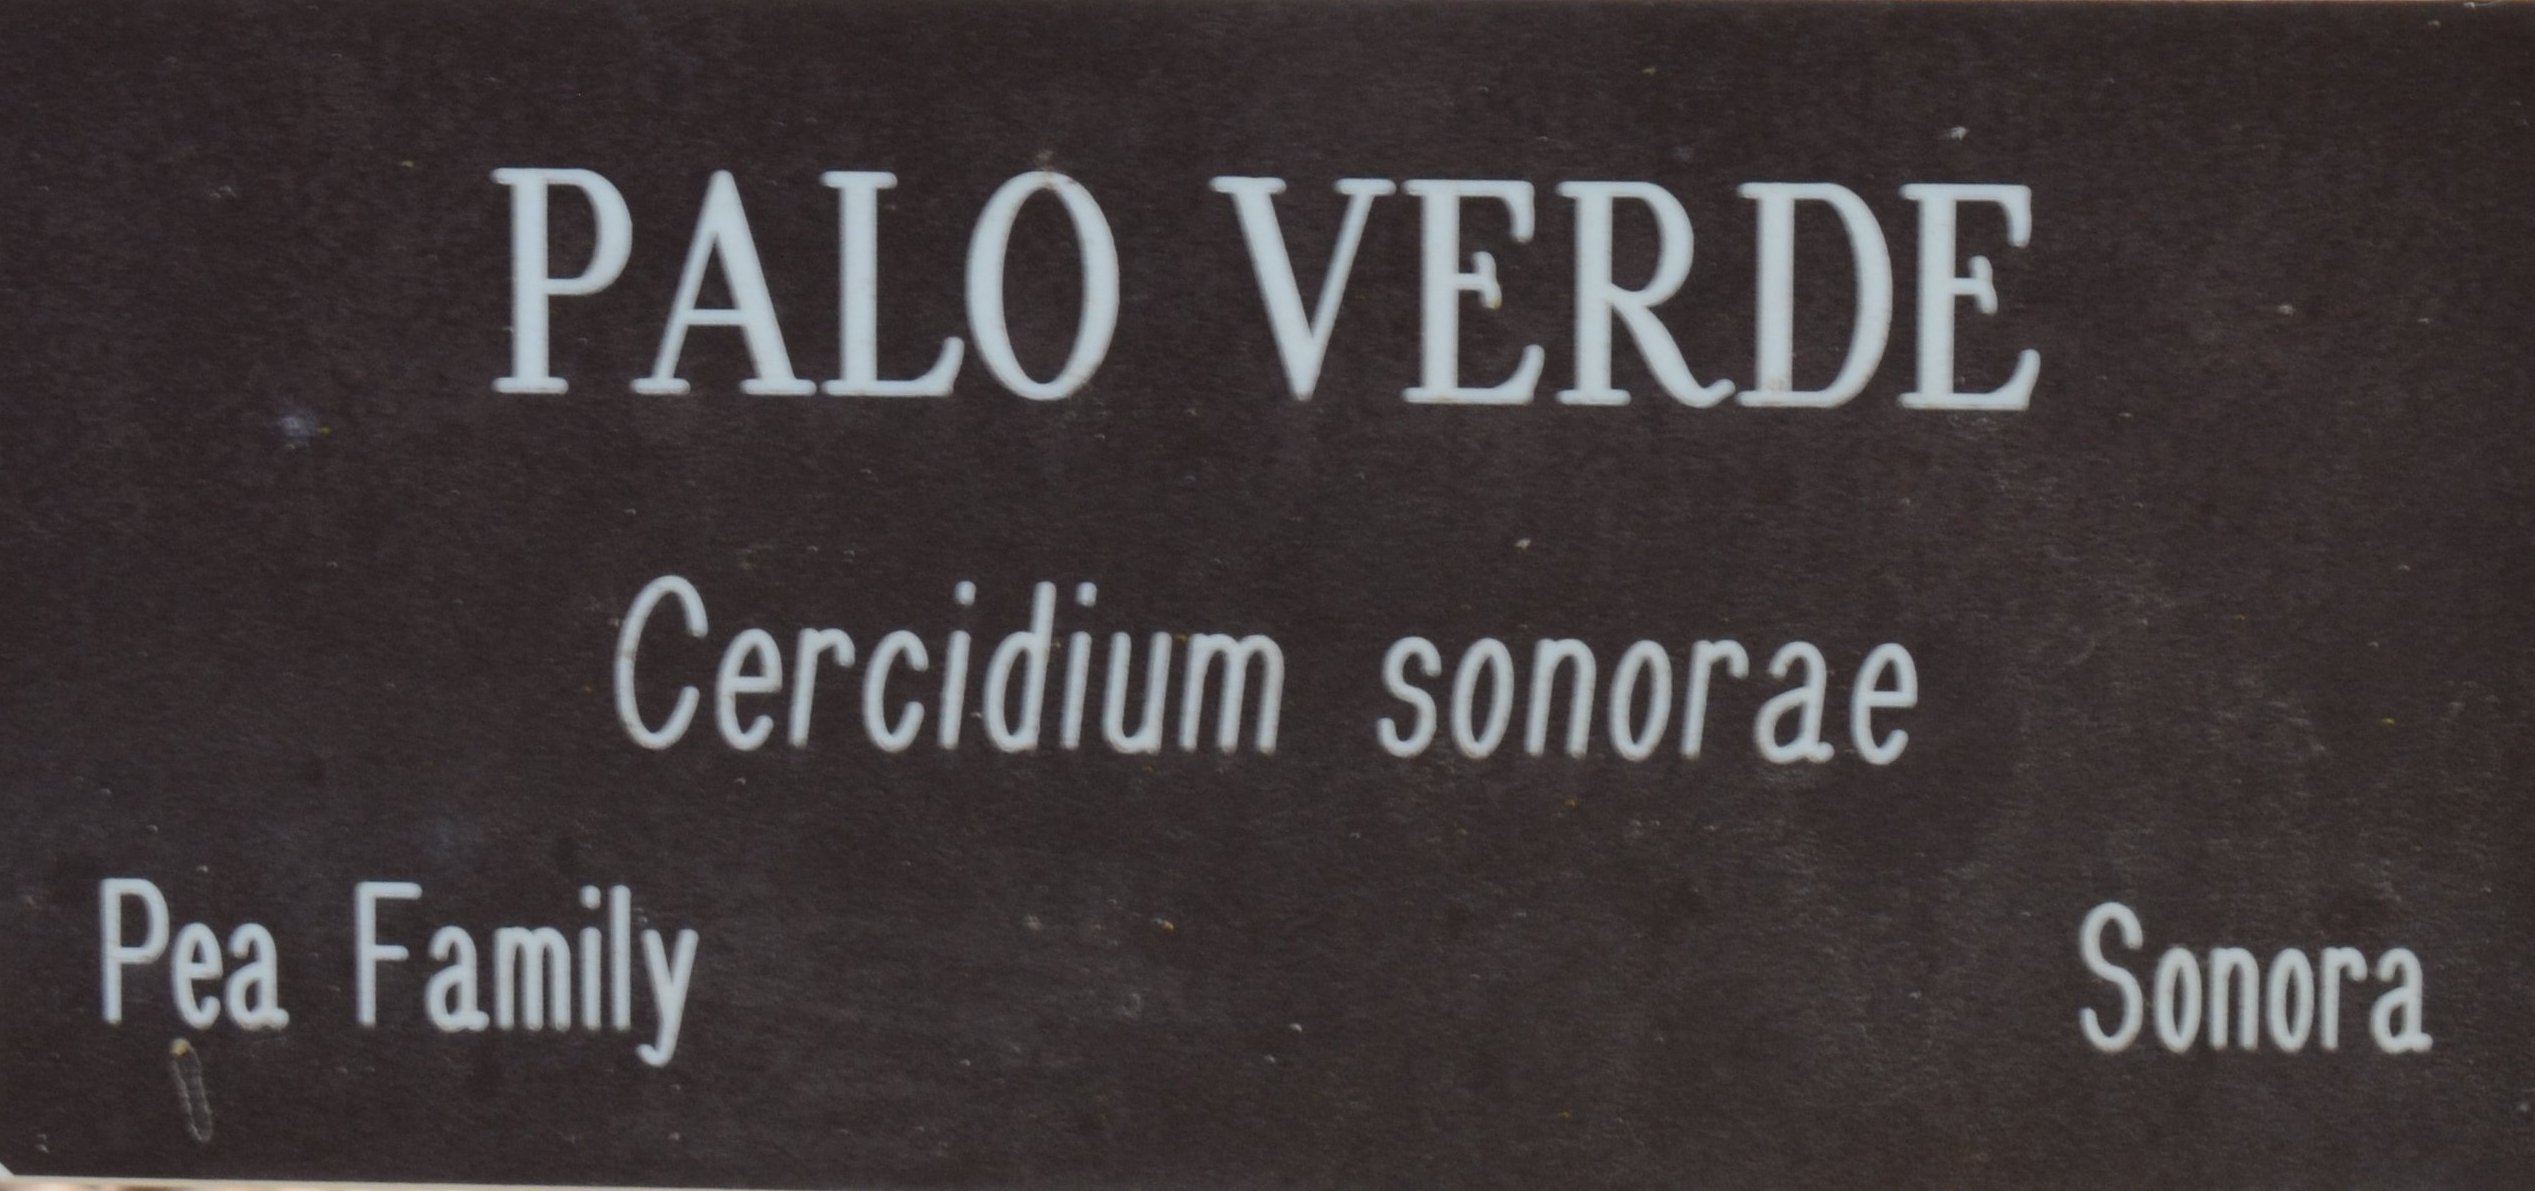 PALO VERDE
Cercidium sonorae
Pea Family Sonora